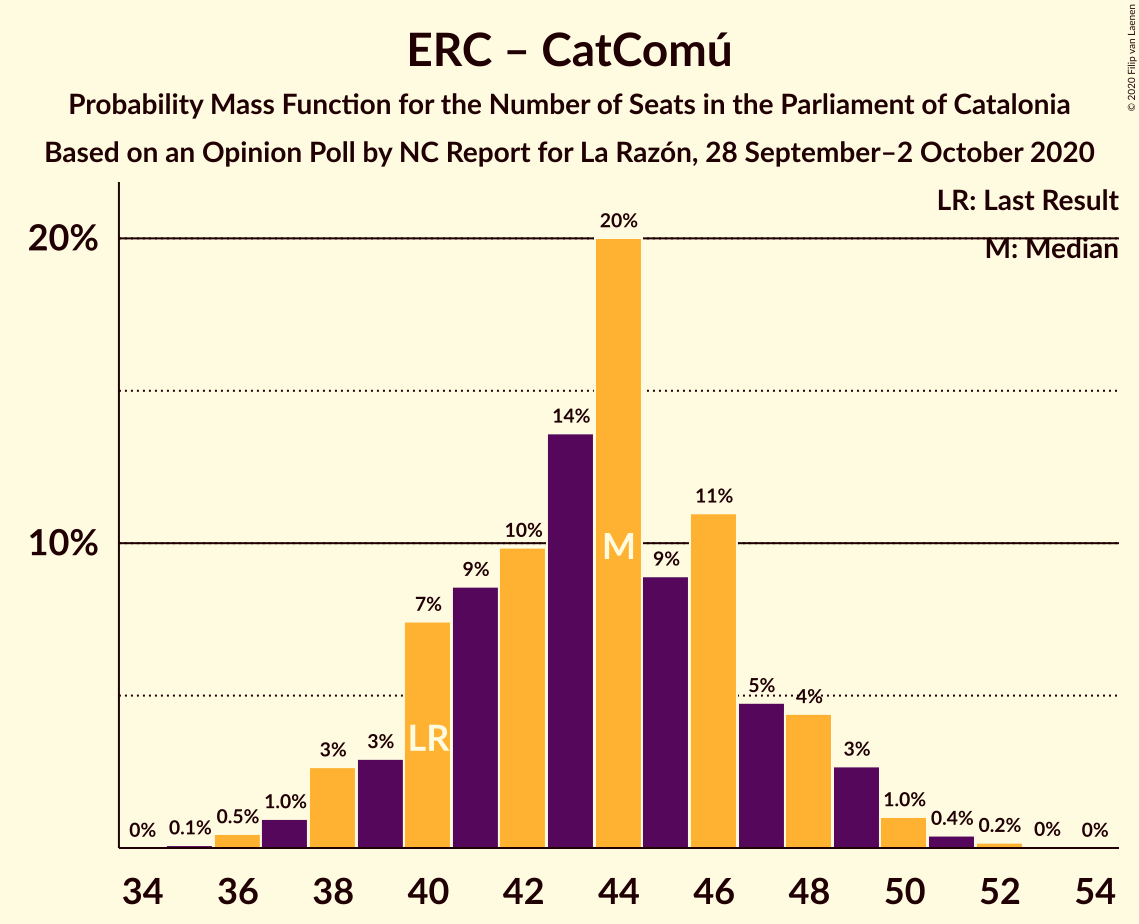 ERC – CatComú
Probability Mass Function for the Number of Seats in the Parliament of Catalonia
Based on an Opinion Poll by NC Report for La Razón, 28 September–2 October 2020
© 2020 Filip van Laenen
LR: Last Result
M: Median
20%
10%
0%
0.1%
0.5%
1.0%
3%
3%
7%
9%
10%
14%
20%
9%
11%
5%
4%
3%
1.0%
0.4%
0.2%
0%
0%
LR
M
34 36 38 40 42 44 46 48 50 52 54